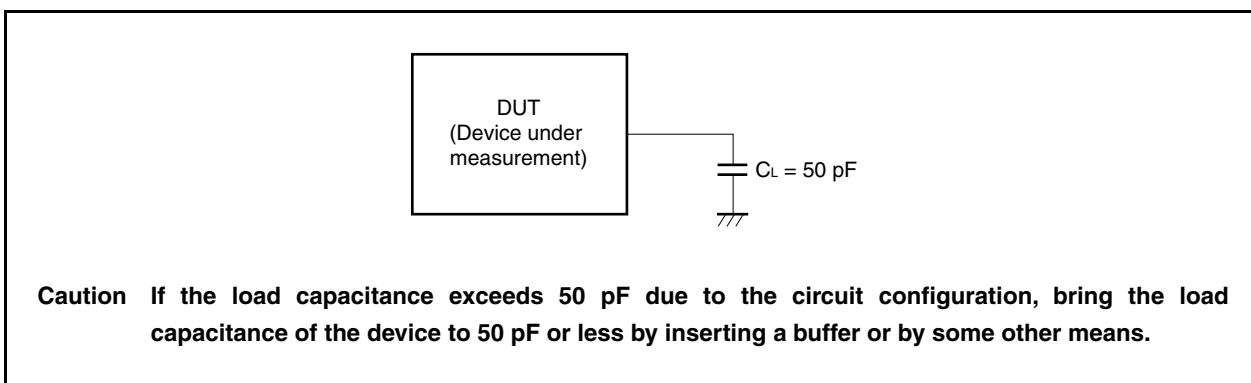 DUT
(Device under
measurement)
CL = 50 pF
Caution If the load capacitance exceeds 50 pF due to the circuit configuration, bring the load
capacitance of the device to 50 pF or less by inserting a buffer or by some other means.